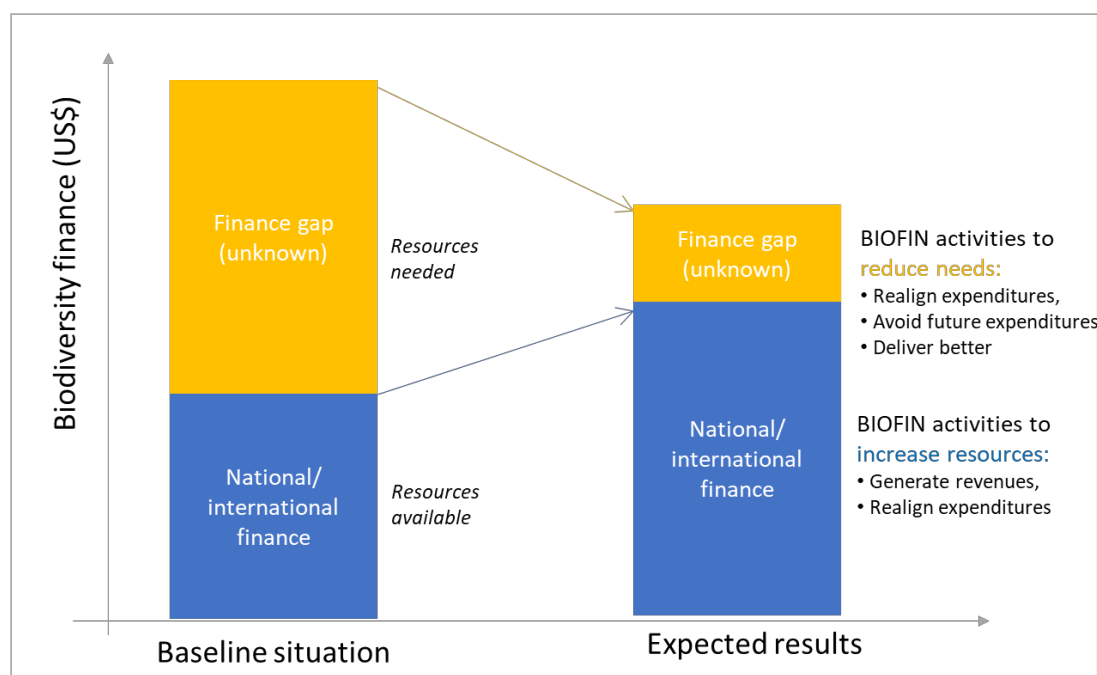 Biodiversity finance (US$)
Finance gap
(unknown)
Resources
needed
National/
international
finance
Resources
available
Baseline situation
Finance gap
(unknown)
National/
international
finance
Expected results
BIOFIN activities to
reduce needs:
• Realign expenditures,
• Avoid future expenditures
• Deliver better
BIOFIN activities to
increase resources:
• Generate revenues,
• Realign expenditures